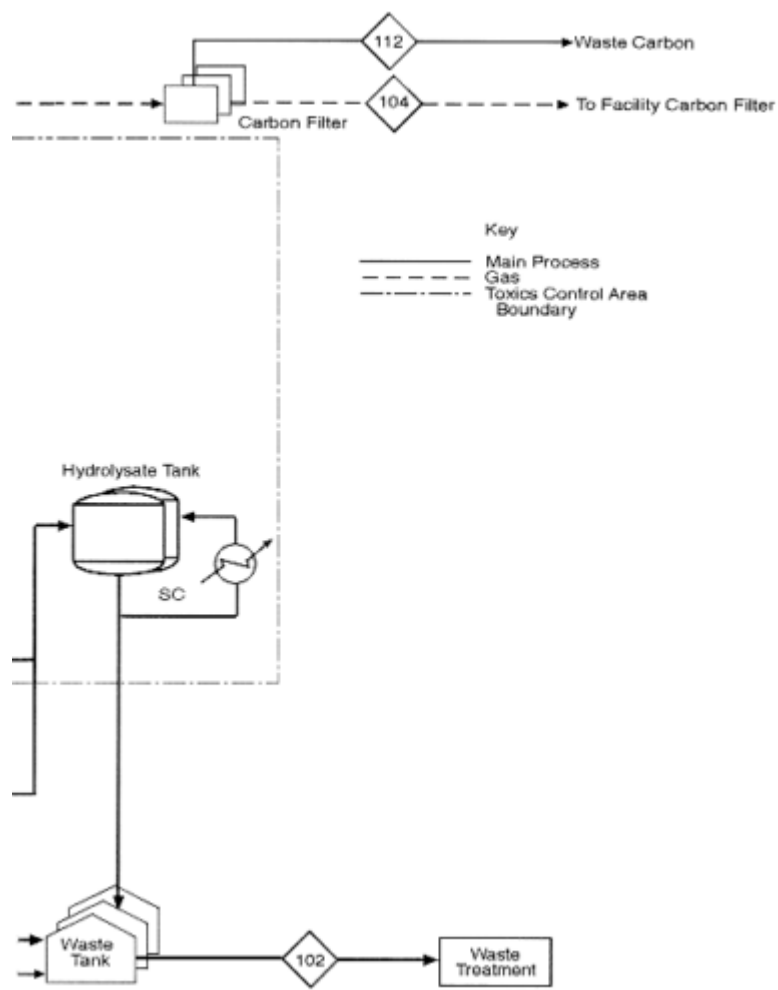 112
Waste Carbon
104
To Facility Carbon Filter
Carbon Filter
Key
Main Process
Gas
Toxics Control Area
Boundary
Hydrolysate Tank
SC
Waste
Tank
102
Waste
Treatment